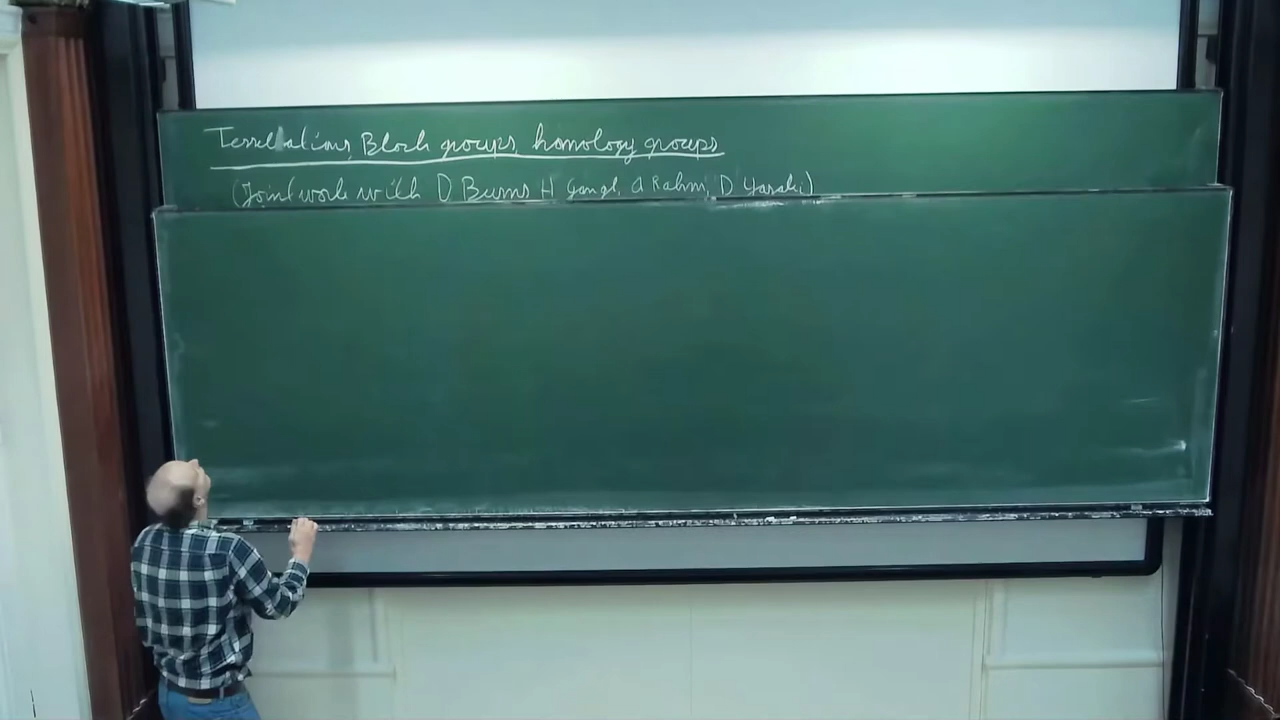 Tessellations, Bloch groups, homology groups
(Joint work with D Burns, H Gangl, A Rahm, D Yasaki)